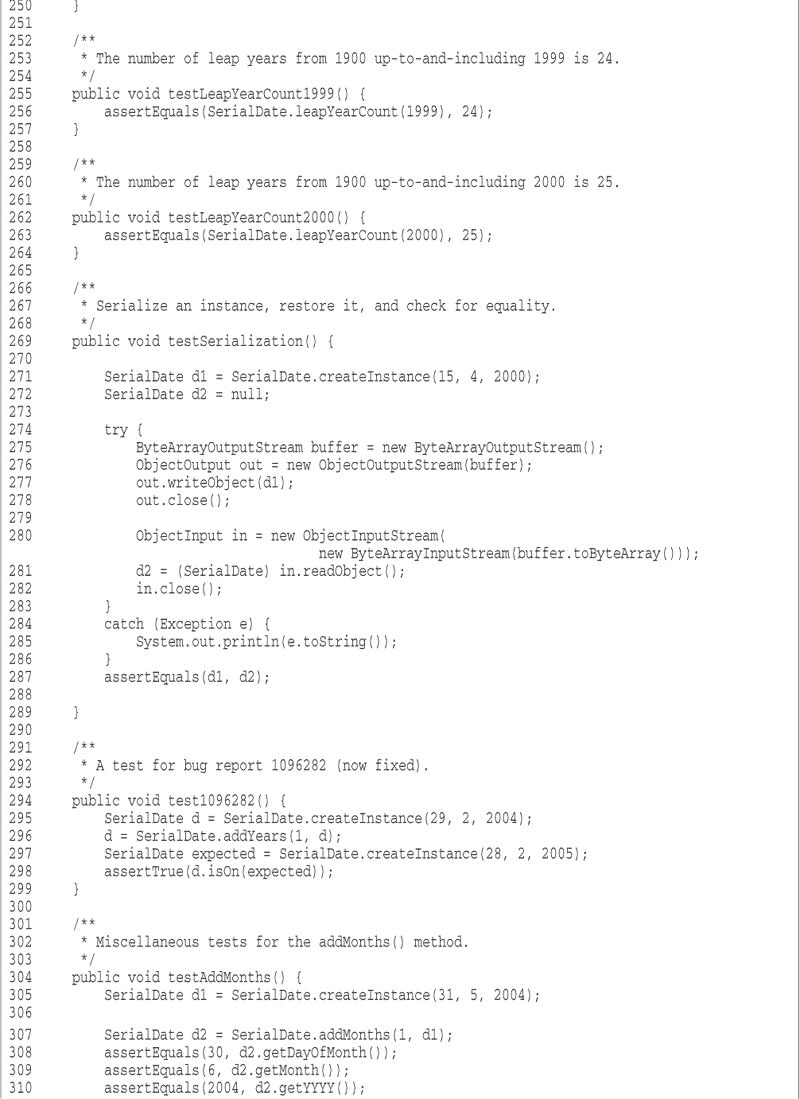 250     }
251
252     /**
253      * The number of leap years from 1900 up-to-and-including 1999 is 24.
254      */
255     public void testLeapYearCount1999() {
256         assertEquals(SerialDate.leapYearCount(1999), 24);
257     }
258
259     /**
260      * The number of leap years from 1900 up-to-and-including 2000 is 25.
261      */
262     public void testLeapYearCount2000() {
263         assertEquals(SerialDate.leapYearCount(2000), 25);
264     }
265
266     /**
267      * Serialize an instance, restore it, and check for equality.
268      */
269     public void testSerialization() {
270
271         SerialDate d1 = SerialDate.createInstance(15, 4, 2000);
272         SerialDate d2 = null;
273
274         try {
275             ByteArrayOutputStream buffer = new ByteArrayOutputStream();
276             ObjectOutput out = new ObjectOutputStream(buffer);
277             out.writeObject(d1);
278             out.close();
279
280             ObjectInput in = new ObjectInputStream(
                                    new ByteArrayInputStream(buffer.toByteArray()));
281             d2 = (SerialDate) in.readObject();
282             in.close();
283         }
284         catch (Exception e) {
285             System.out.println(e.toString());
286         }
287         assertEquals(d1, d2);
288
289     }
290
291     /**
292      * A test for bug report 1096282 (now fixed).
293      */
294     public void test1096282() {
295         SerialDate d = SerialDate.createInstance(29, 2, 2004);
296         d = SerialDate.addYears(1, d);
297         SerialDate expected = SerialDate.createInstance(28, 2, 2005);
298         assertTrue(d.isOn(expected));
299     }
300
301     /**
302      * Miscellaneous tests for the addMonths() method.
303      */
304     public void testAddMonths() {
305         SerialDate d1 = SerialDate.createInstance(31, 5, 2004);
306
307         SerialDate d2 = SerialDate.addMonths(1, d1);
308         assertEquals(30, d2.getDayOfMonth());
309         assertEquals(6, d2.getMonth());
310         assertEquals(2004, d2.getYYYY());